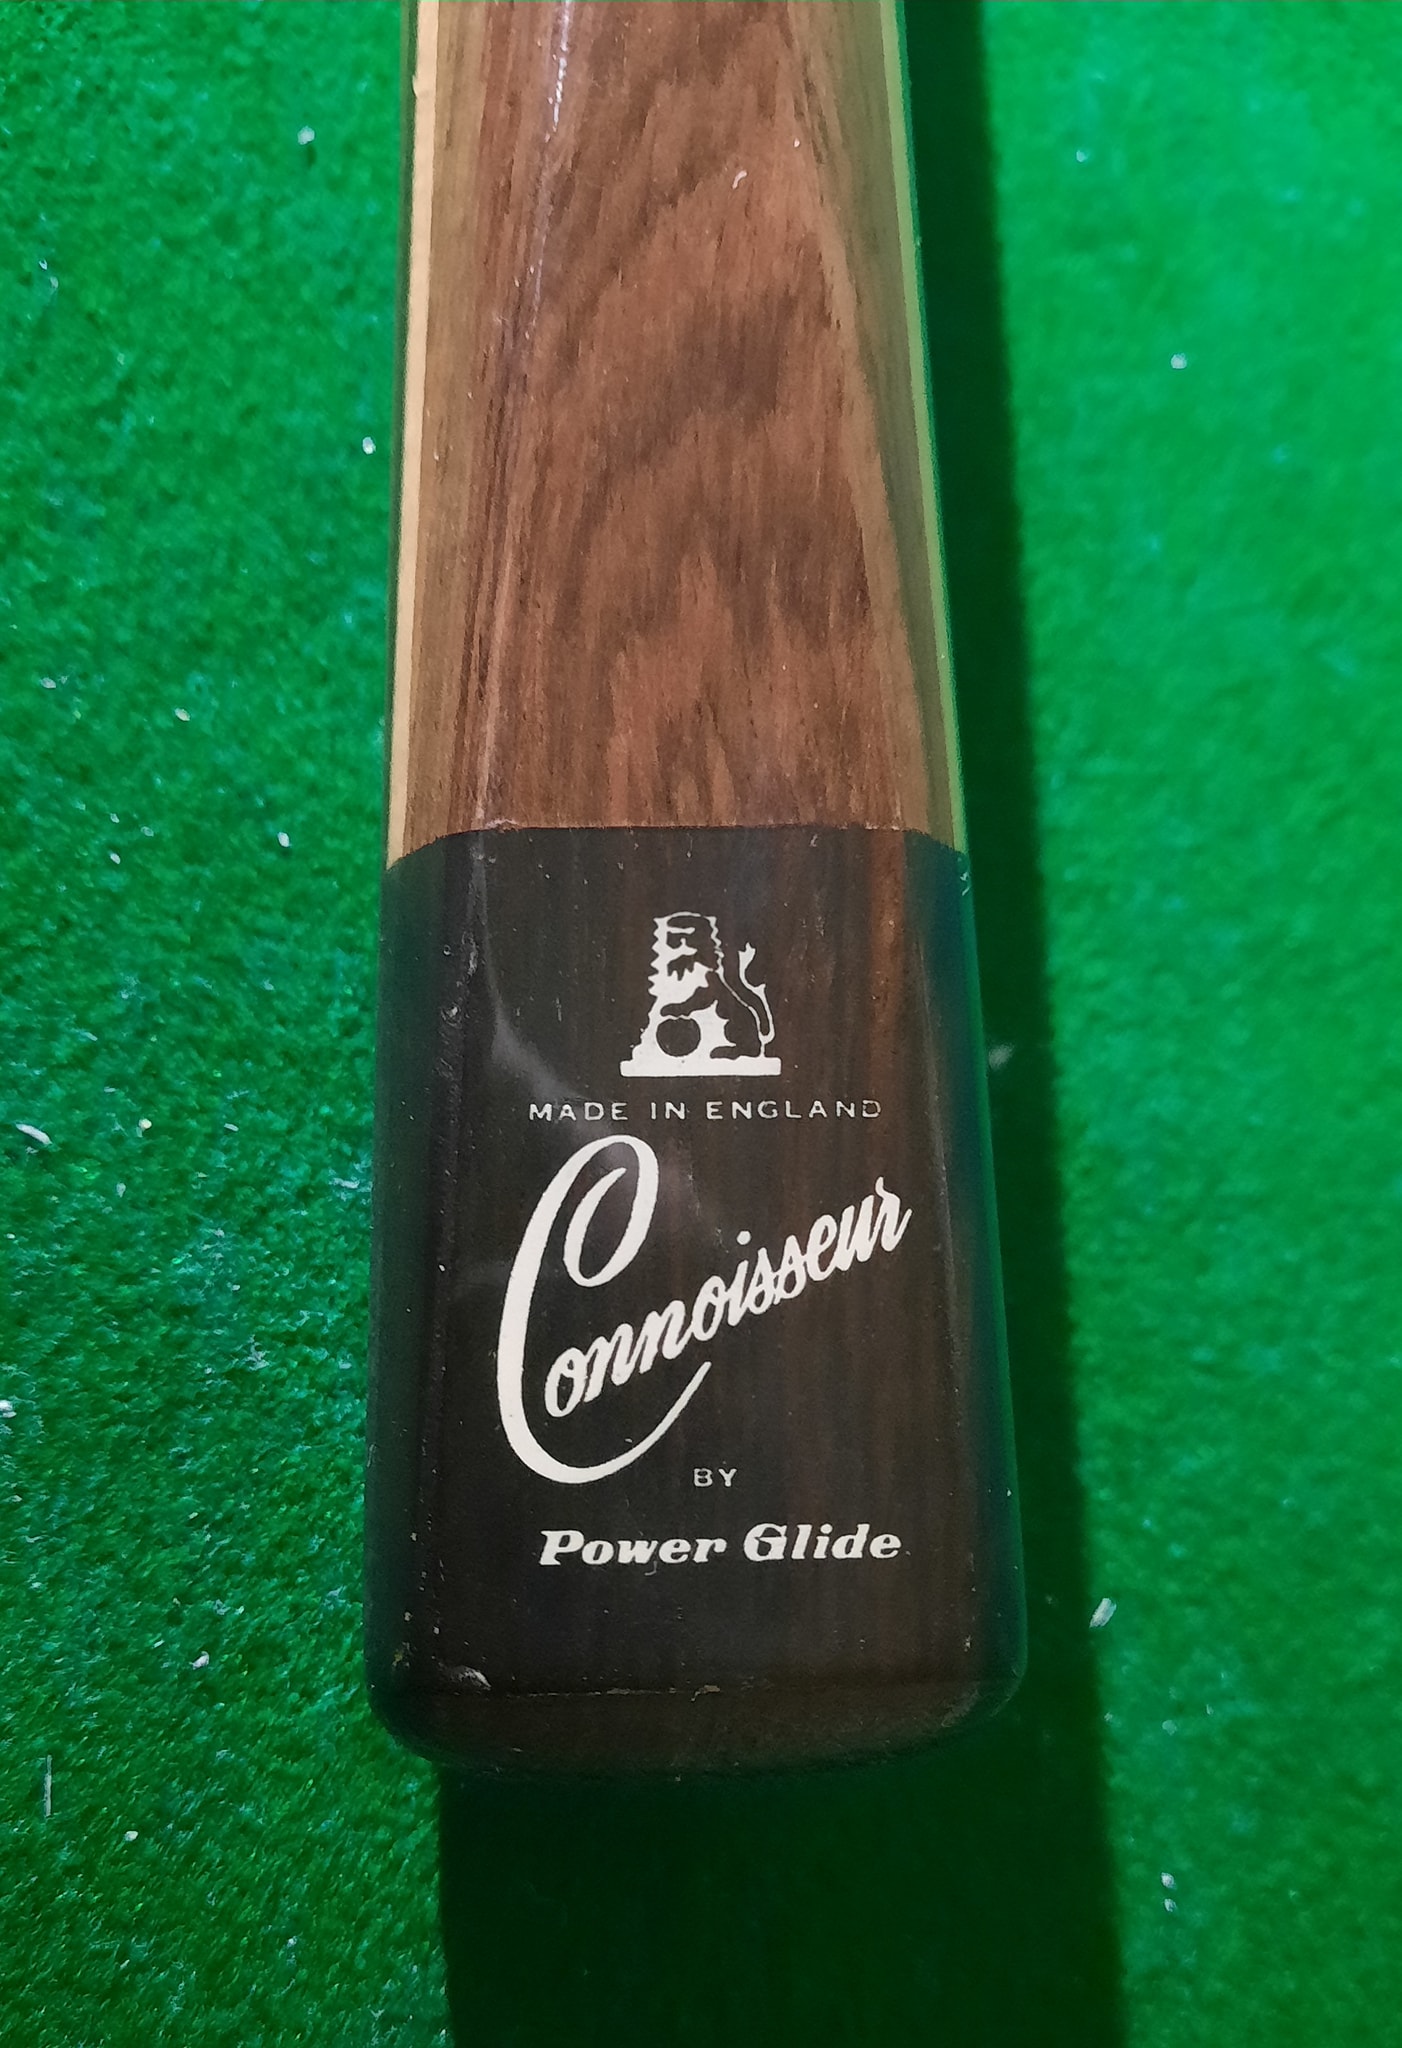 MADE IN ENGLAND
Connoisseur
BY
Power Glide